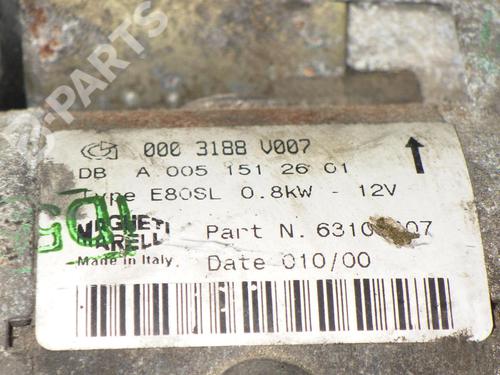 B-PARTS
000 3188 V007
DB A 005 151 26 01
Type E80SL 0.8KW - 12V
MAGNETI
MARELLI
Part N.
Made in Italy
Date 010/00